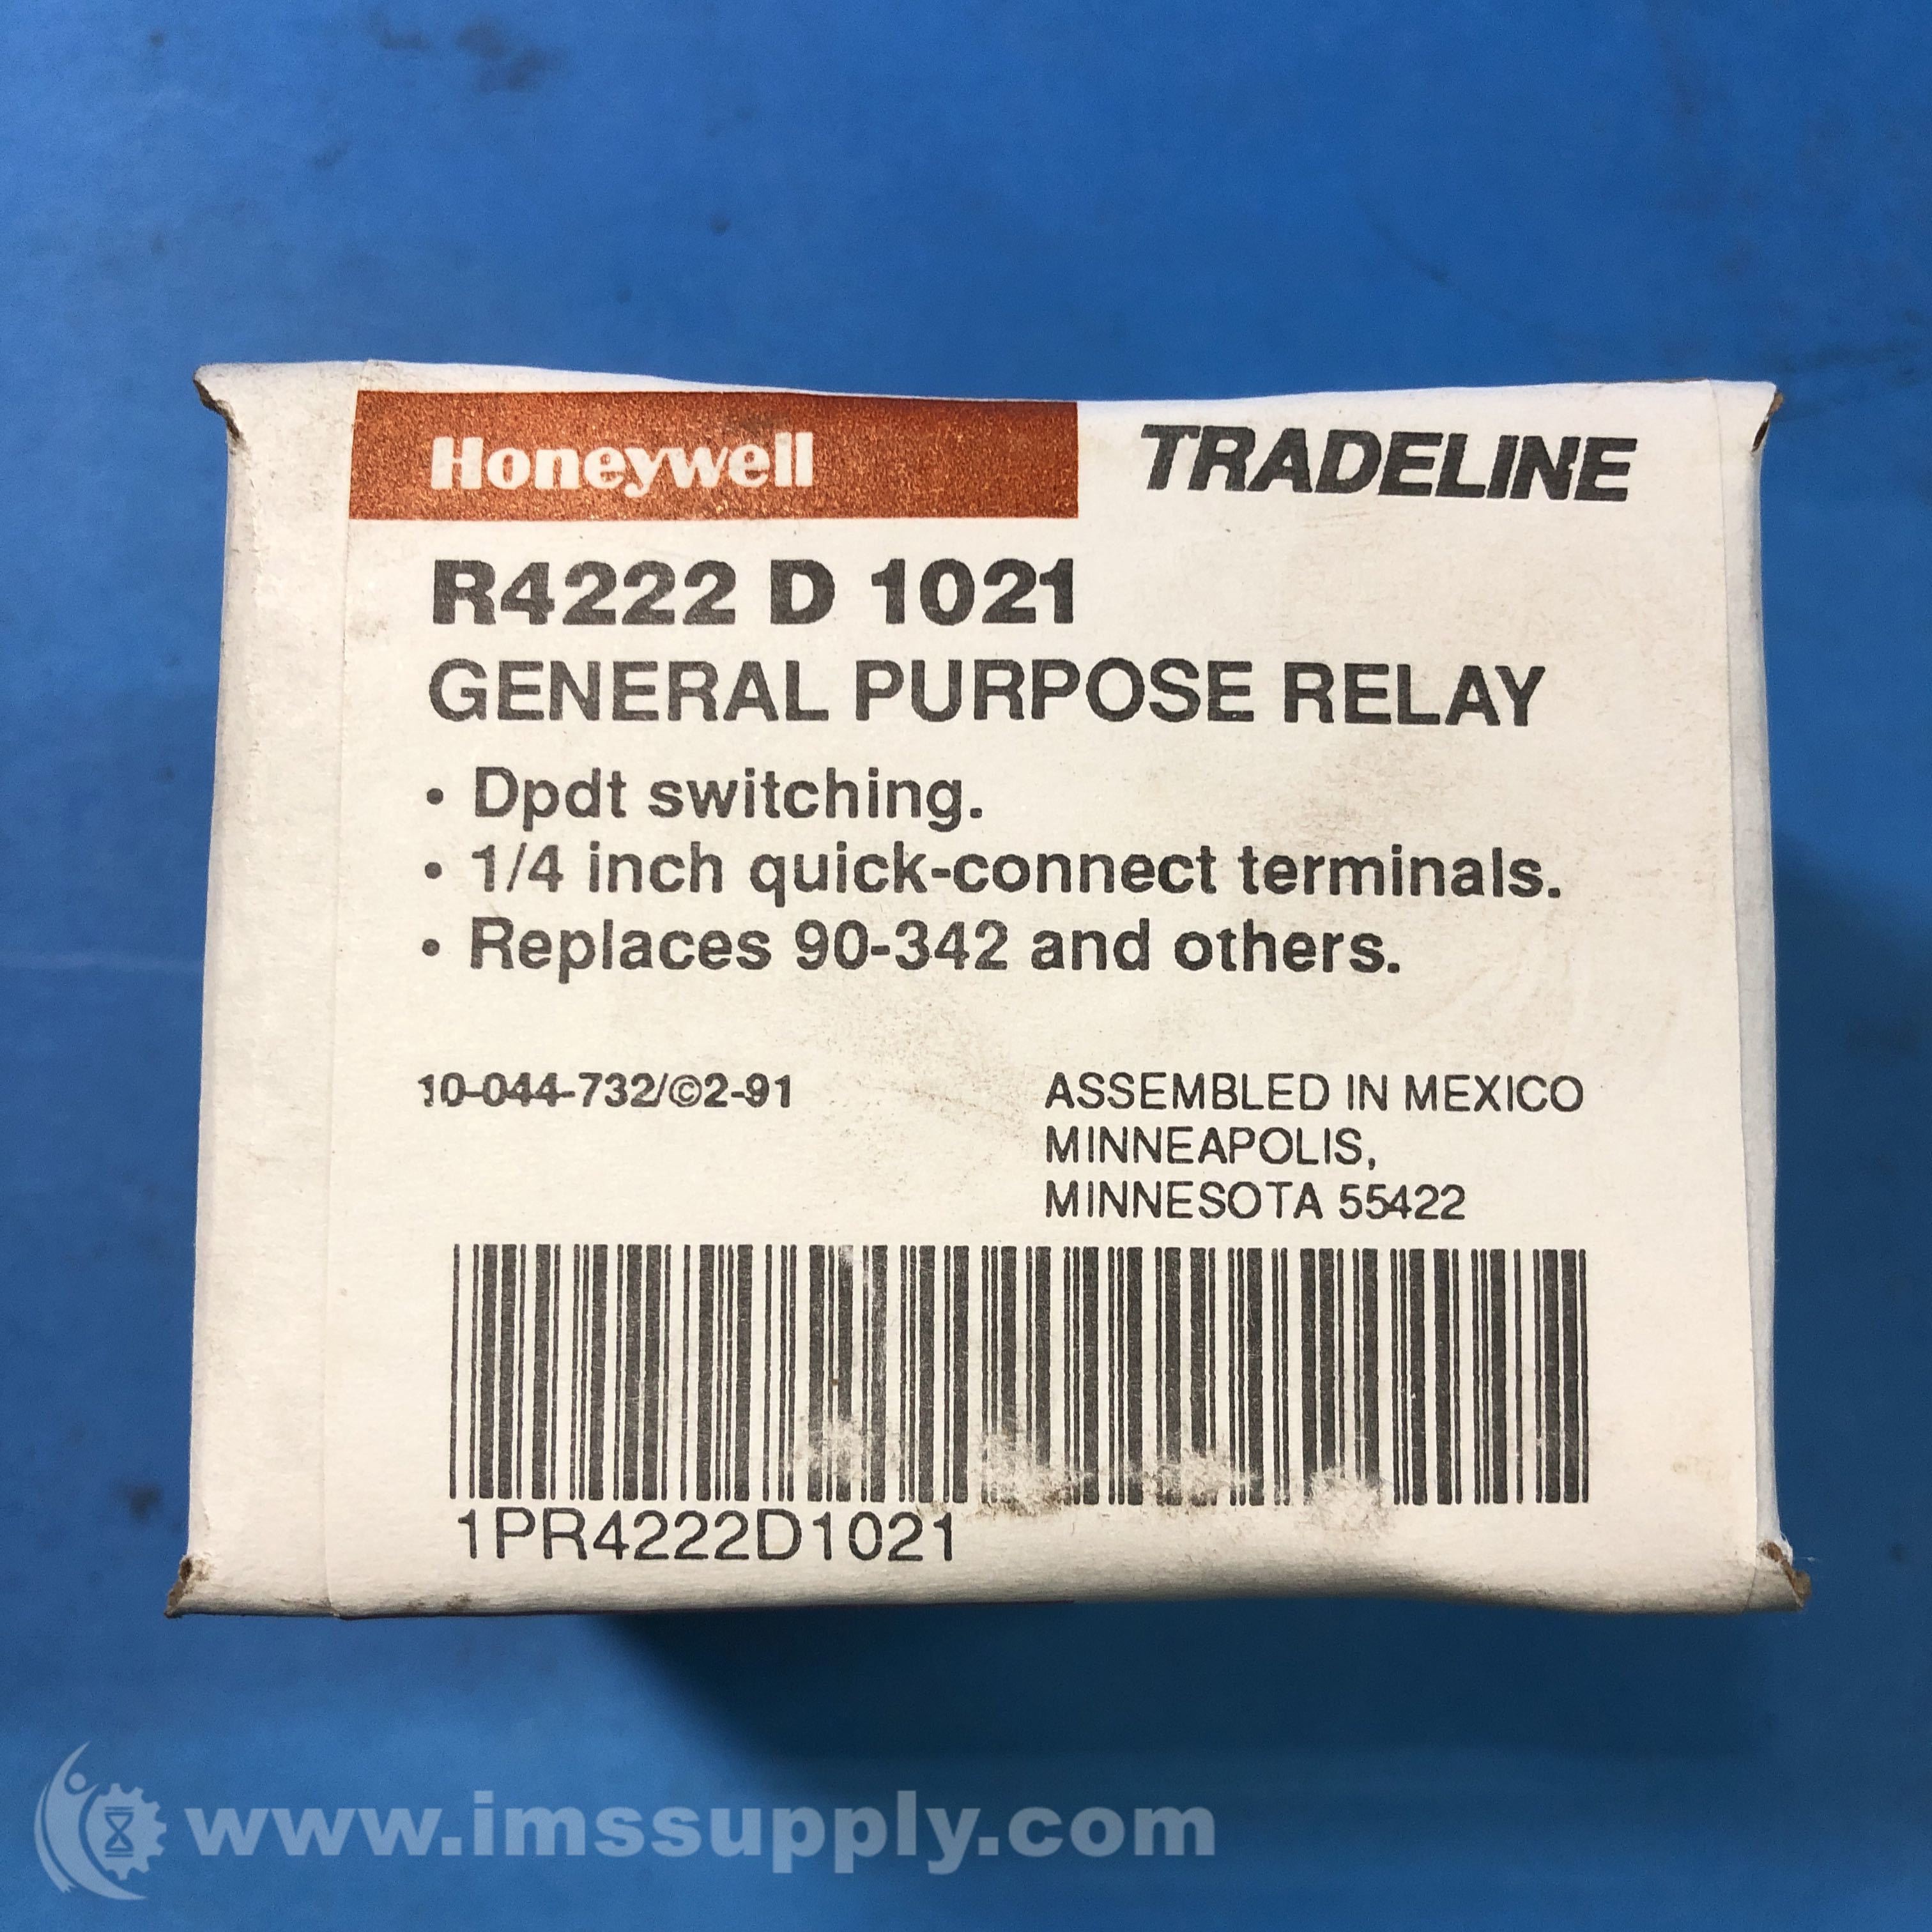 Honeywell TRADELINE
R4222 D 1021
GENERAL PURPOSE RELAY
• Dpdt switching.
• 1/4 inch quick-connect terminals.
• Replaces 90-342 and others.
10-044-732/©2-91
ASSEMBLED IN MEXICO
MINNEAPOLIS,
MINNESOTA 55422
1PR4222D1021
www.imssupply.com